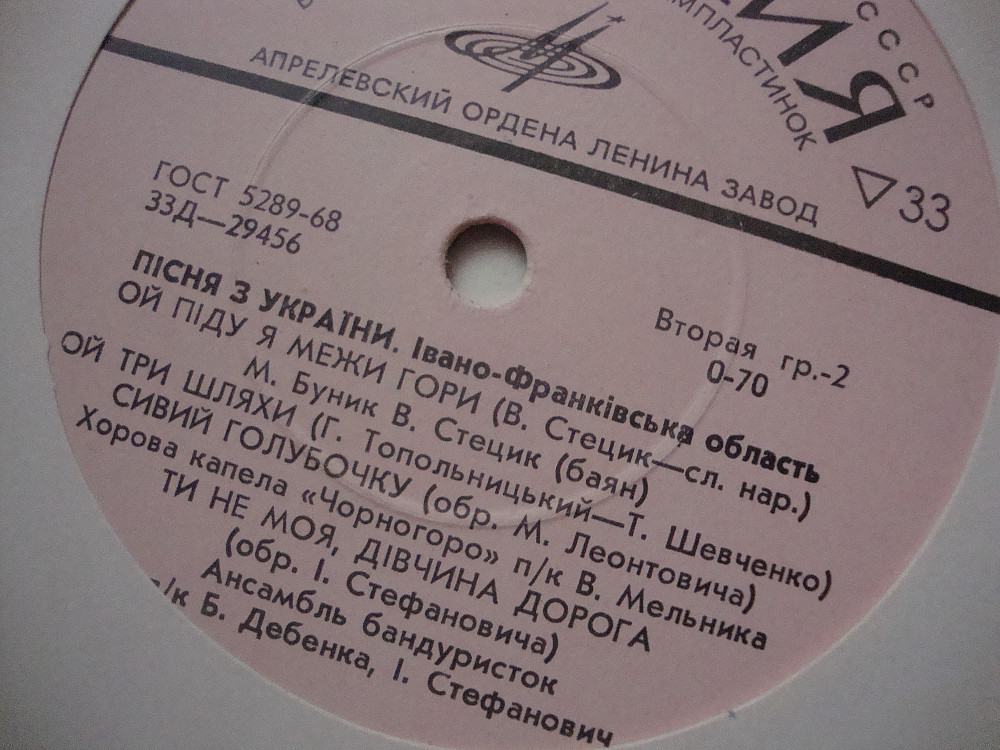 СССР
ИЯ
МПЛАСТИНОК
АПРЕЛЕВСКИЙ ОРДЕНА ЛЕНИНА ЗАВОД
33
ГОСТ 5289-68
33Д—29456
Вторая гр.-2
0-70
ПІСНЯ З УКРАЇНИ. Івано-Франківська область
ОЙ ПІДУ Я МЕЖИ ГОРИ (В. Стецик—сл. нар.)
М. Буник В. Стецик (баян)
ОЙ ТРИ ШЛЯХИ (Г. Топольницький—Т. Шевченко)
СИВИЙ ГОЛУБОЧКУ (обр. М. Леонтовича)
Хорова капела «Чорногоро» п/к В. Мельника
ТИ НЕ МОЯ, ДІВЧИНА ДОРОГА
(обр. І. Стефановича)
Ансамбль бандуристок
/к Б. Дебенка, І. Стефанович